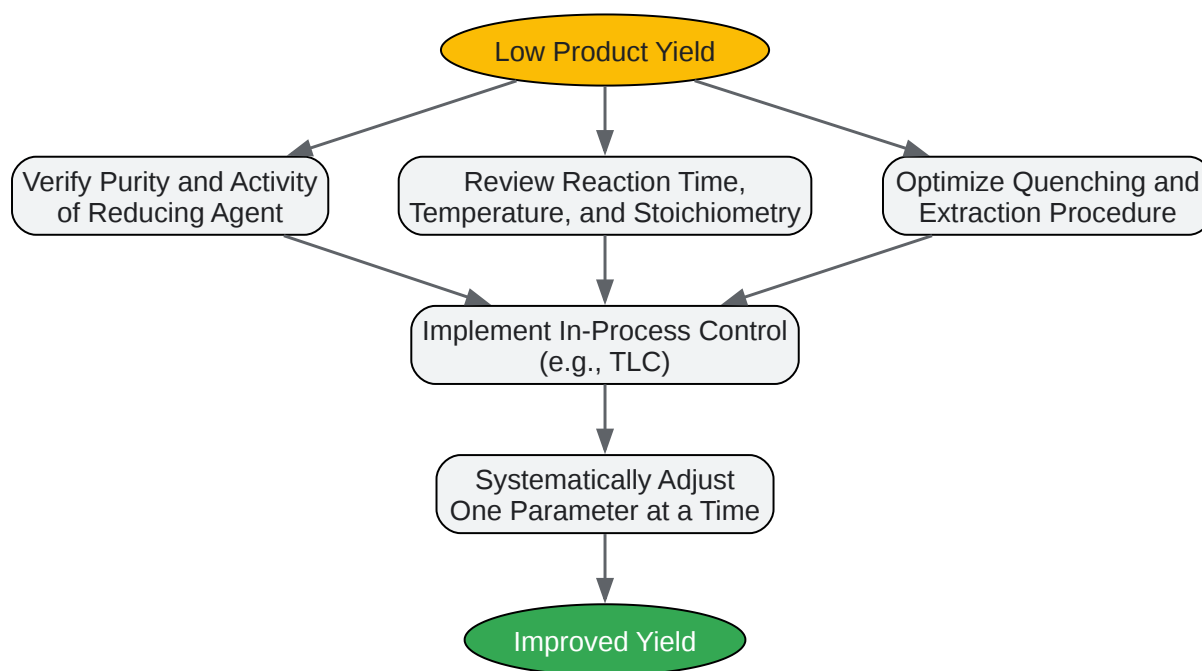 Low Product Yield
Verify Purity and Activity
of Reducing Agent
Review Reaction Time,
Temperature, and Stoichiometry
Optimize Quenching and
Extraction Procedure
Implement In-Process Control
(e.g., TLC)
Systematically Adjust
One Parameter at a Time
Improved Yield